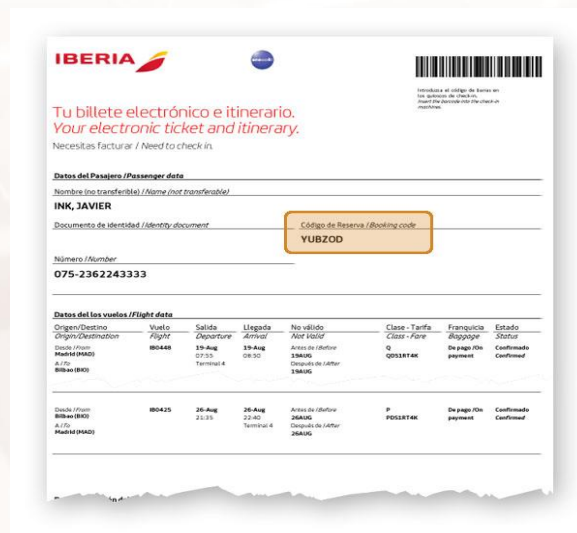 IBERIA
Introduzca el código de barras en
los quioscos de check-in.
Insert the barcode into the check-in
machines.
Tu billete electrónico e itinerario.
Your electronic ticket and itinerary.
Necesitas facturar / Need to check in.
Datos del Pasajero / Passenger data
Nombre (no transferible) / Name (not transferable)
INK, JAVIER
Documento de identidad / Identity document Código de Reserva / Booking code
YUBZOD
Número / Number
075-2362243333
Datos del los vuelos / Flight data
Origen/Destino Vuelo Salida Llegada No válido Clase - Tarifa Franquicia Estado
Origin/Destination Flight Departure Arrival Not Valid Class - Fare Baggage Status
Desde / From IB0448 19-Aug 19-Aug Antes de / Before Q De pago / On Confirmado
Madrid (MAD) 07:55 08:50 19AUG QDS1RT4K payment Confirmed
A / To Terminal 4 Después de / After
Bilbao (BIO) 19AUG
Desde / From IB0425 26-Aug 26-Aug Antes de / Before P De pago / On Confirmado
Bilbao (BIO) 21:35 22:40 26AUG PDS1RT4K payment Confirmed
A / To Terminal 4 Después de / After
Madrid (MAD) 26AUG